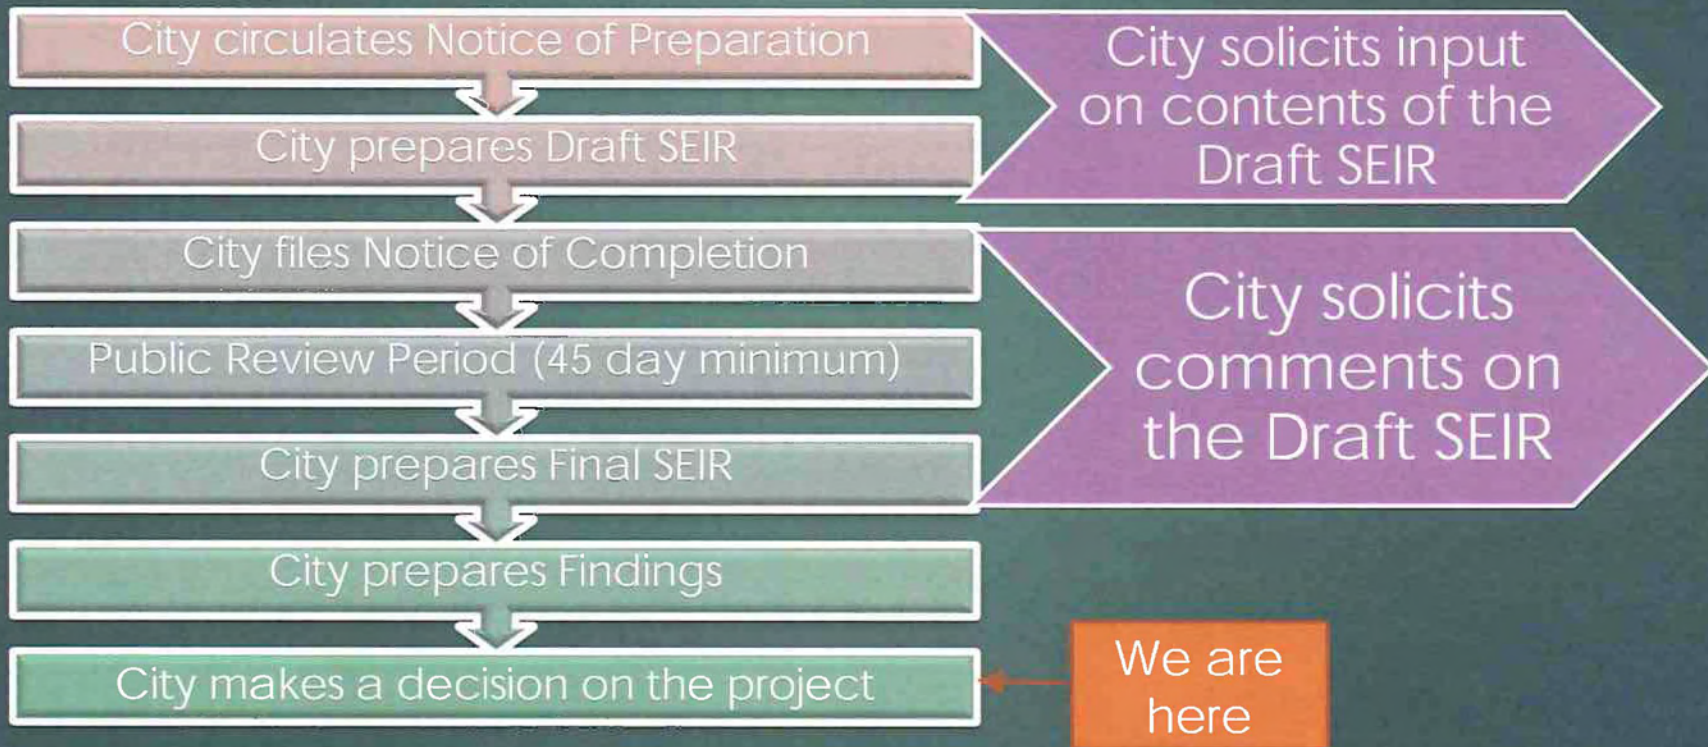 City circulates Notice of Preparation
City prepares Draft SEIR
City files Notice of Completion
Public Review Period (45 day minimum)
City prepares Final SEIR
City prepares Findings
City makes a decision on the project
City solicits input
on contents of the
Draft SEIR
City solicits
comments on
the Draft SEIR
We are
here